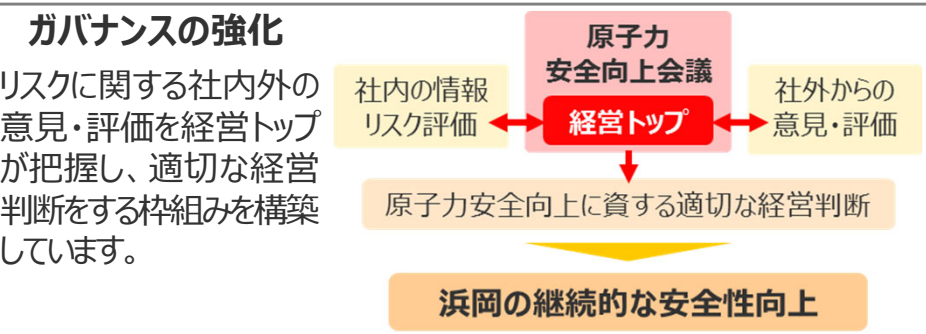 ガバナンスの強化
リスクに関する社内外の
意見・評価を経営トップ
が把握し、適切な経営
判断をする枠組みを構築
しています。
原子力
安全向上会議
社内の情報
リスク評価
経営トップ
社外からの
意見・評価
原子力安全向上に資する適切な経営判断
浜岡の継続的な安全性向上